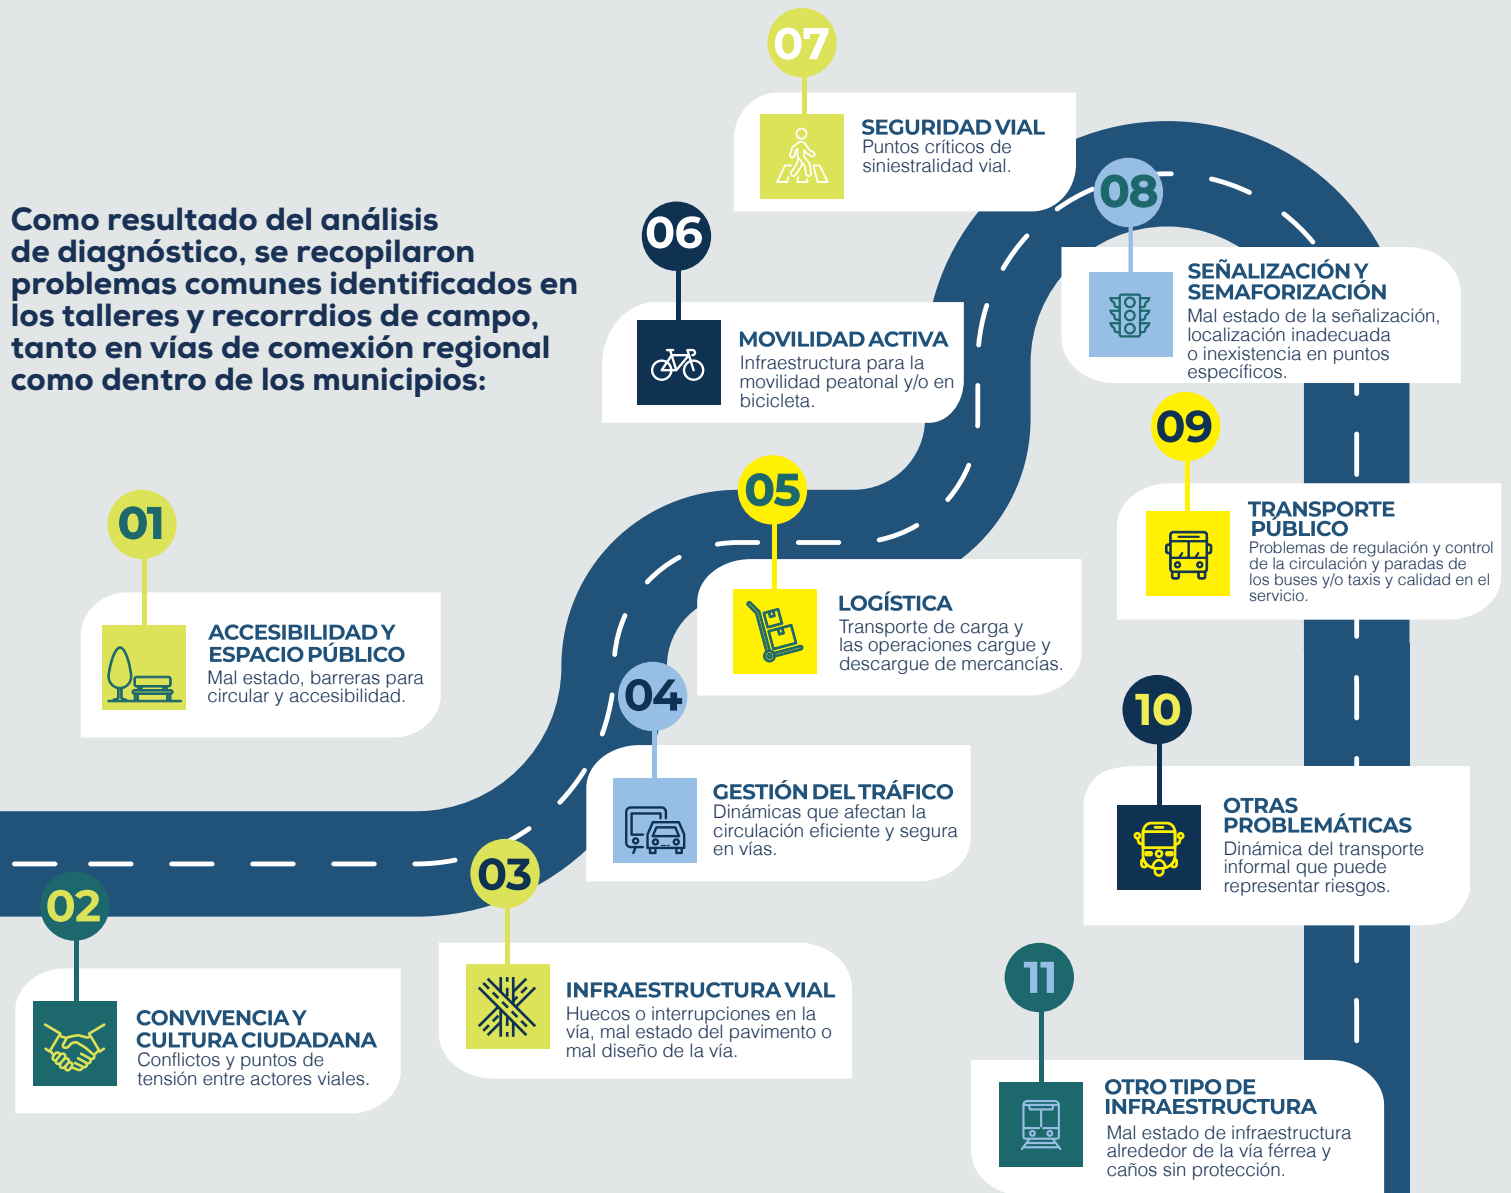 Como resultado del análisis
de diagnóstico, se recopilaron
problemas comunes identificados en
los talleres y recorrdios de campo,
tanto en vías de comexión regional
como dentro de los municipios:
01
ACCESIBILIDAD Y
ESPACIO PÚBLICO
Mal estado, barreras para
circular y accesibilidad.
02
CONVIVENCIA Y
CULTURA CIUDADANA
Conflictos y puntos de
tensión entre actores viales.
03
INFRAESTRUCTURA VIAL
Huecos o interrupciones en la
vía, mal estado del pavimento o
mal diseño de la vía.
04
GESTIÓN DEL TRÁFICO
Dinámicas que afectan la
circulación eficiente y segura
en vías.
05
LOGÍSTICA
Transporte de carga y
las operaciones cargue y
descargue de mercancías.
06
MOVILIDAD ACTIVA
Infraestructura para la
movilidad peatonal y/o en
bicicleta.
07
SEGURIDAD VIAL
Puntos críticos de
siniestralidad vial.
08
SEÑALIZACIÓN Y
SEMAFORIZACIÓN
Mal estado de la señalización,
localización inadecuada
o inexistencia en puntos
específicos.
09
TRANSPORTE
PÚBLICO
Problemas de regulación y control
de la circulación y paradas de
los buses y/o taxis y calidad en el
servicio.
10
OTRAS
PROBLEMÁTICAS
Dinámica del transporte
informal que puede
representar riesgos.
11
OTRO TIPO DE
INFRAESTRUCTURA
Mal estado de infraestructura
alrededor de la vía férrea y
caños sin protección.